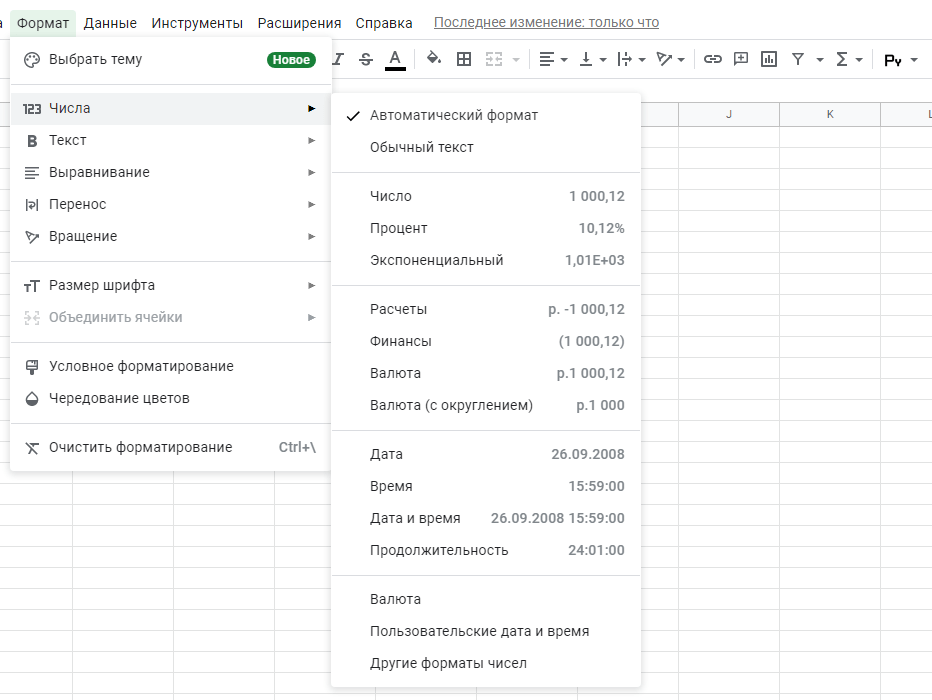 а Формат Данные Инструменты Расширения Справка Последнее изменение: только что
Выбрать тему Новое
I S A Σ Ру
123 Числа
B Текст
Выравнивание
Перенос
Вращение
тТ Размер шрифта
Объединить ячейки
Условное форматирование
Чередование цветов
Очистить форматирование Ctrl+\
Автоматический формат
Обычный текст
Число 1 000,12
Процент 10,12%
Экспоненциальный 1,01E+03
Расчеты р. -1 000,12
Финансы (1 000,12)
Валюта р.1 000,12
Валюта (с округлением) р.1 000
Дата 26.09.2008
Время 15:59:00
Дата и время 26.09.2008 15:59:00
Продолжительность 24:01:00
Валюта
Пользовательские дата и время
Другие форматы чисел
J K L